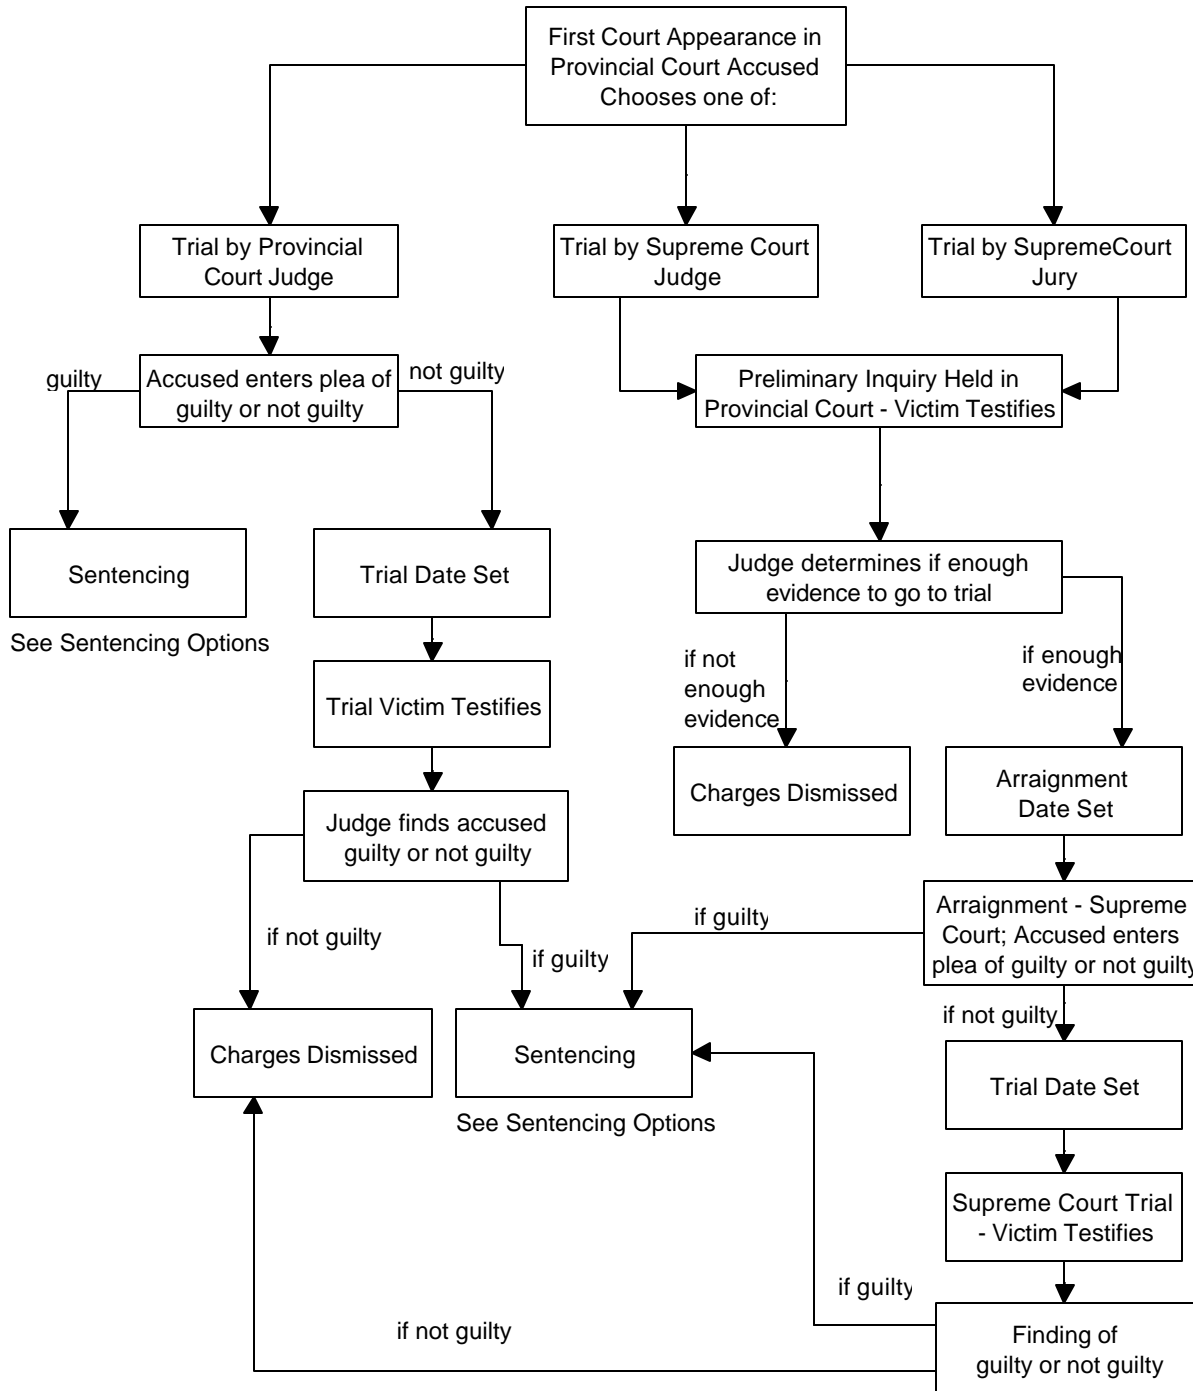 First Court Appearance in
Provincial Court Accused
Chooses one of:
Trial by Provincial
Court Judge
Trial by Supreme Court
Judge
Trial by SupremeCourt
Jury
guilty
Accused enters plea of
guilty or not guilty
not guilty
Preliminary Inquiry Held in
Provincial Court - Victim Testifies
Sentencing
See Sentencing Options
Trial Date Set
Judge determines if enough
evidence to go to trial
if not
enough
evidence
if enough
evidence
Trial Victim Testifies
Charges Dismissed
Arraignment
Date Set
Judge finds accused
guilty or not guilty
if not guilty
if guilty
if guilty
Arraignment - Supreme
Court; Accused enters
plea of guilty or not guilty
if not guilty
Charges Dismissed
Sentencing
See Sentencing Options
Trial Date Set
Supreme Court Trial
- Victim Testifies
if guilty
if not guilty
Finding of
guilty or not guilty